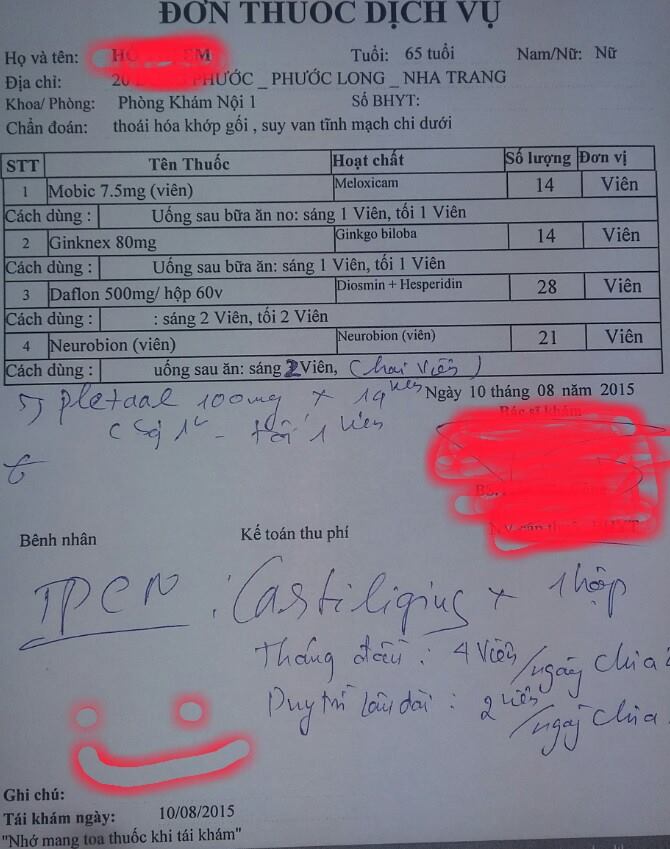 ĐƠN THUỐC DỊCH VỤ
Họ và tên: EM Tuổi: 65 tuổi Nam/Nữ: Nữ
Địa chỉ: 20 PHƯỚC _ PHƯỚC LONG _ NHA TRANG
Khoa/ Phòng: Phòng Khám Nội 1 Số BHYT:
Chẩn đoán: thoái hóa khớp gối , suy van tĩnh mạch chi dưới
STT Tên Thuốc Hoạt chất Số lượng Đơn vị
1 Mobic 7.5mg (viên) Meloxicam 14 Viên
Cách dùng : Uống sau bữa ăn no: sáng 1 Viên, tối 1 Viên
2 Ginknex 80mg Ginkgo biloba 14 Viên
Cách dùng : Uống sau bữa ăn: sáng 1 Viên, tối 1 Viên
3 Daflon 500mg/ hộp 60v Diosmin + Hesperidin 28 Viên
Cách dùng : : sáng 2 Viên, tối 2 Viên
4 Neurobion (viên) Neurobion (viên) 21 Viên
Cách dùng : uống sau ăn: sáng 2 Viên, (hai viên)
5) pletaal 100mg x 14 viên
Ngày 10 tháng 08 năm 2015
(Sg 1v - tối 1 viên
Bác sĩ khám
Bệnh nhân Kế toán thu phí
TPCN : Cartiligins x 1 hộp
Tháng đầu : 4 viên/ngày chia 2
Duy trì lâu dài : 2 viên/ngày chia
Ghi chú:
Tái khám ngày: 10/08/2015
"Nhớ mang toa thuốc khi tái khám"